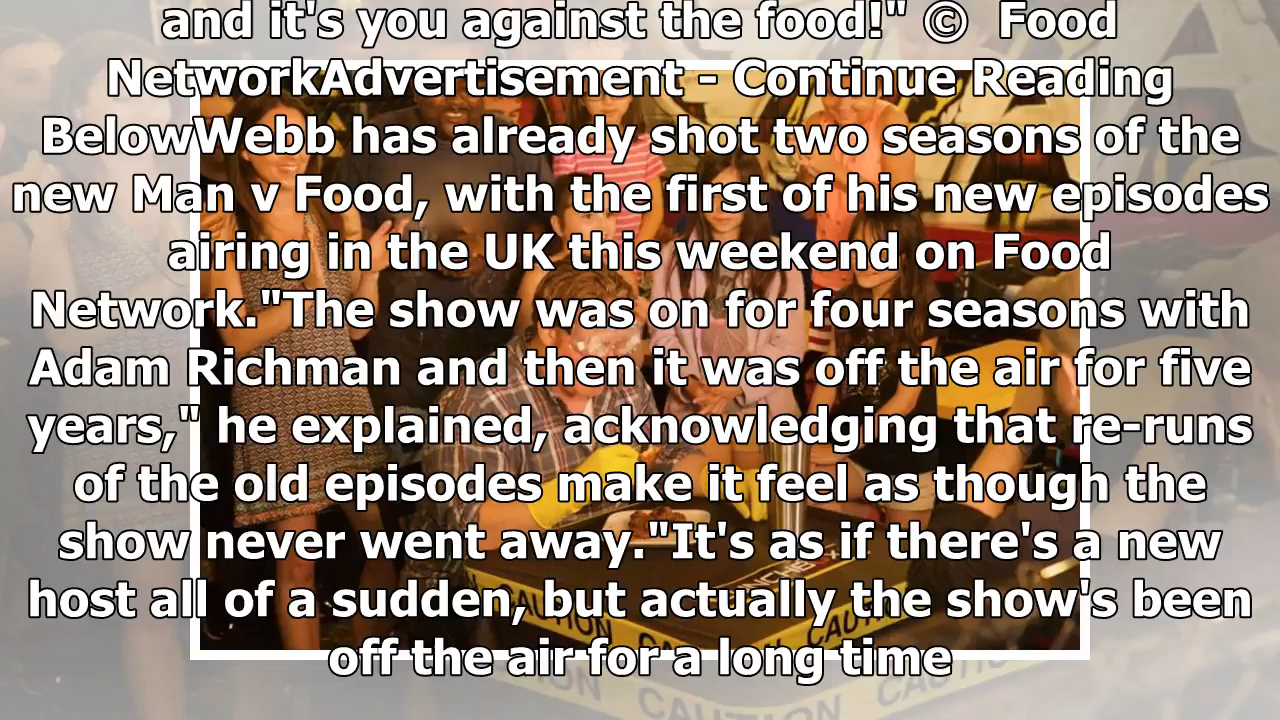 and it's you against the food!" © Food
NetworkAdvertisement - Continue Reading
BelowWebb has already shot two seasons of the
new Man v Food, with the first of his new episodes
airing in the UK this weekend on Food
Network."The show was on for four seasons with
Adam Richman and then it was off the air for five
years," he explained, acknowledging that re-runs
of the old episodes make it feel as though the
show never went away."It's as if there's a new
host all of a sudden, but actually the show's been
off the air for a long time
CAUTION CAUTION CAUTION
CAUTION